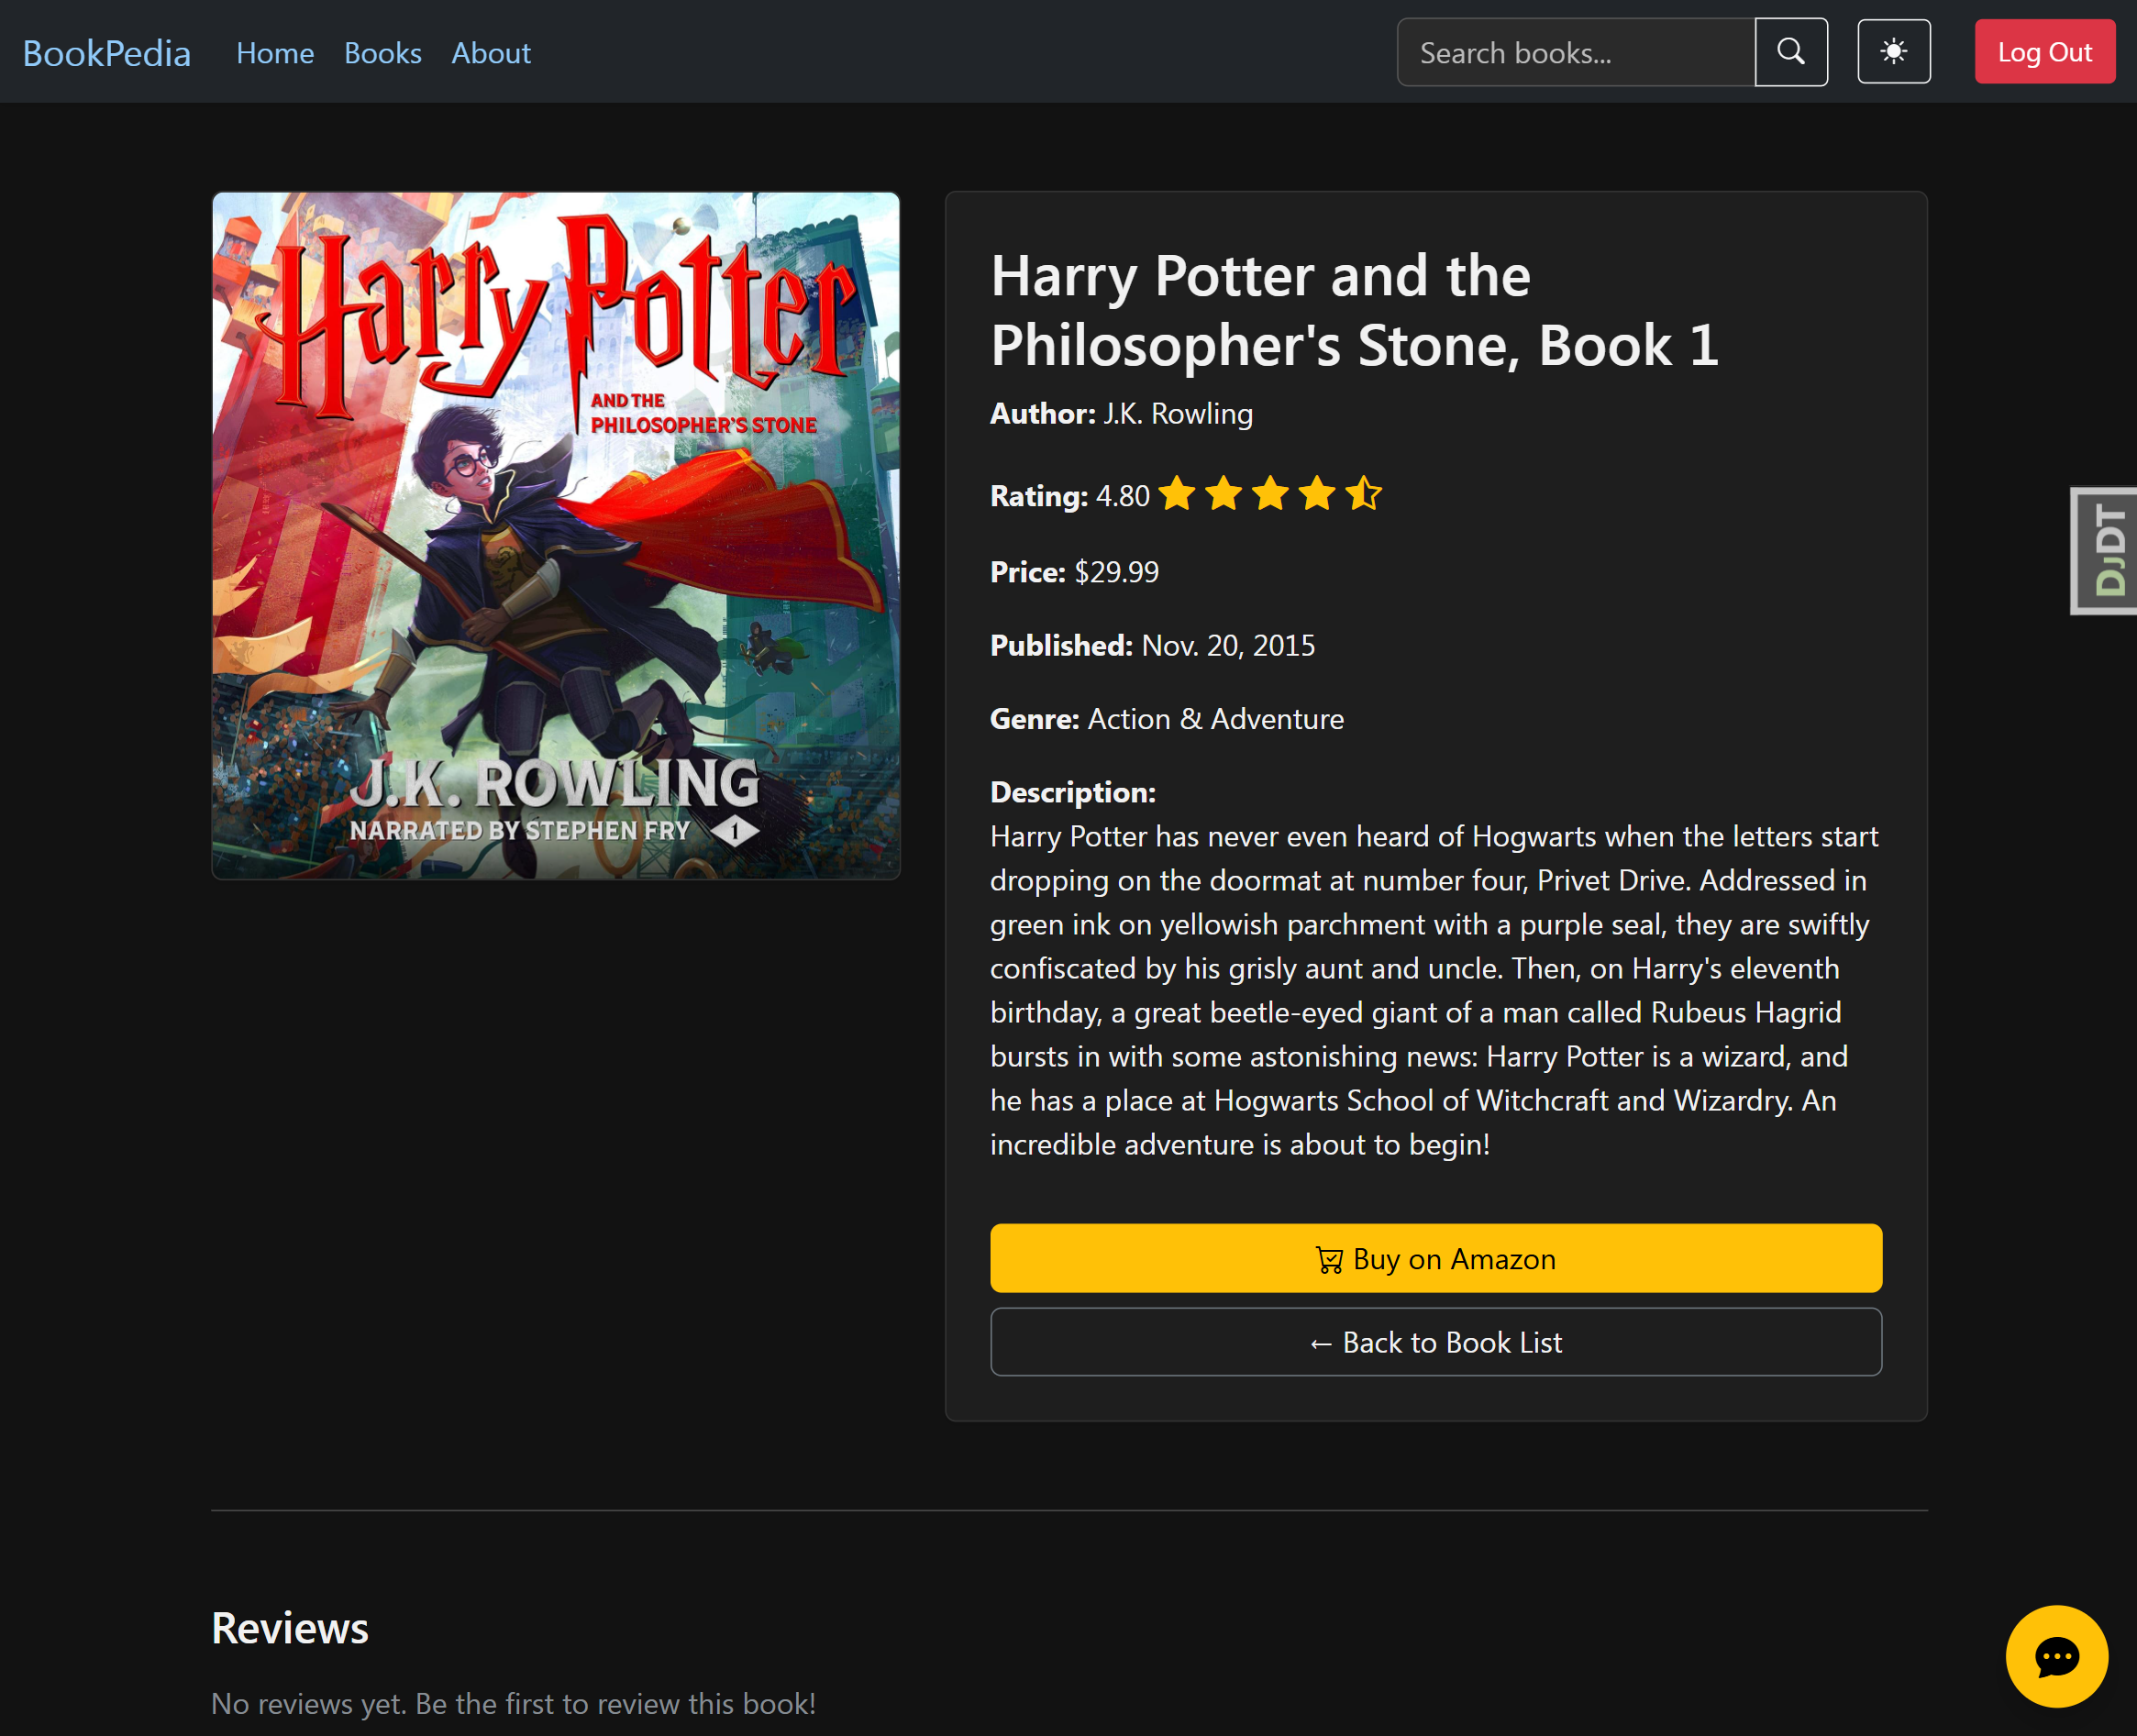 BookPedia Home Books About Search books... Log Out
Harry Potter
AND THE
PHILOSOPHER'S STONE
J.K. ROWLING
NARRATED BY STEPHEN FRY 1
Harry Potter and the
Philosopher's Stone, Book 1
Author: J.K. Rowling
Rating: 4.80
Price: $29.99
Published: Nov. 20, 2015
Genre: Action & Adventure
Description:
Harry Potter has never even heard of Hogwarts when the letters start
dropping on the doormat at number four, Privet Drive. Addressed in
green ink on yellowish parchment with a purple seal, they are swiftly
confiscated by his grisly aunt and uncle. Then, on Harry's eleventh
birthday, a great beetle-eyed giant of a man called Rubeus Hagrid
bursts in with some astonishing news: Harry Potter is a wizard, and
he has a place at Hogwarts School of Witchcraft and Wizardry. An
incredible adventure is about to begin!
Buy on Amazon
← Back to Book List
DJDT
Reviews
No reviews yet. Be the first to review this book!